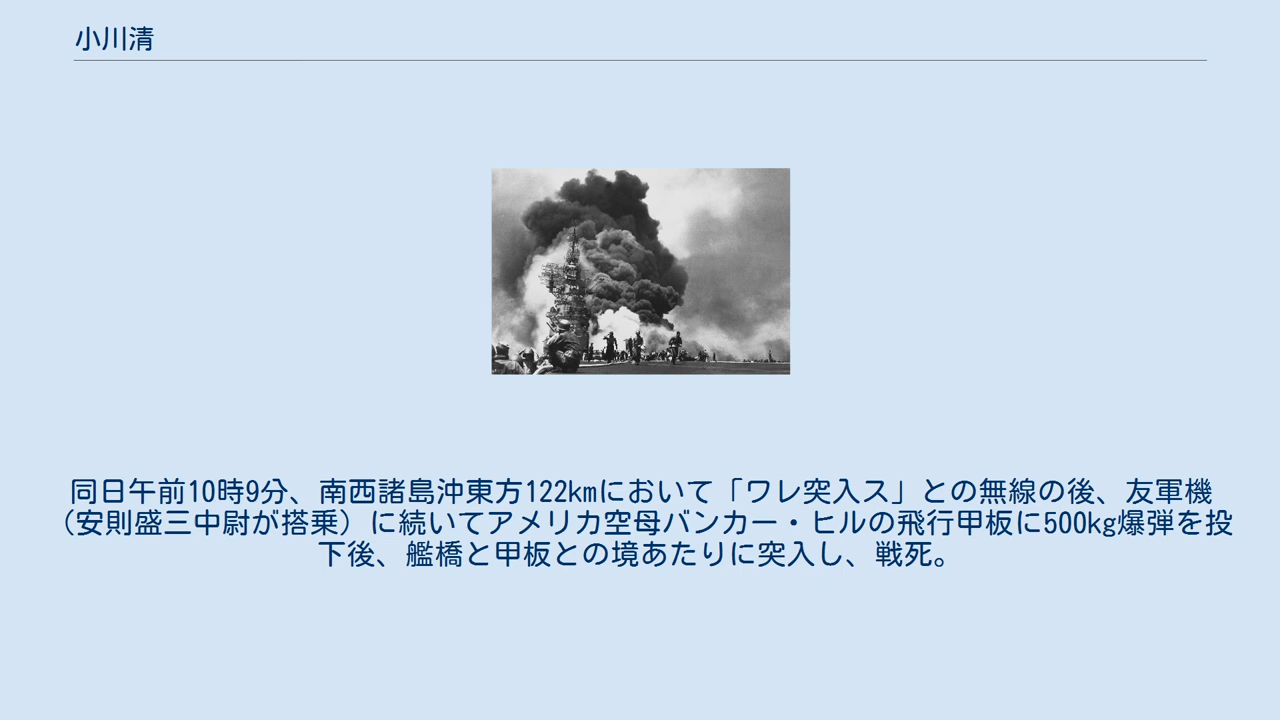 小川清
同日午前10時9分、南西諸島沖東方122kmにおいて「ワレ突入ス」との無線の後、友軍機
（安則盛三中尉が搭乗）に続いてアメリカ空母バンカー・ヒルの飛行甲板に500kg爆弾を投
下後、艦橋と甲板との境あたりに突入し、戦死。